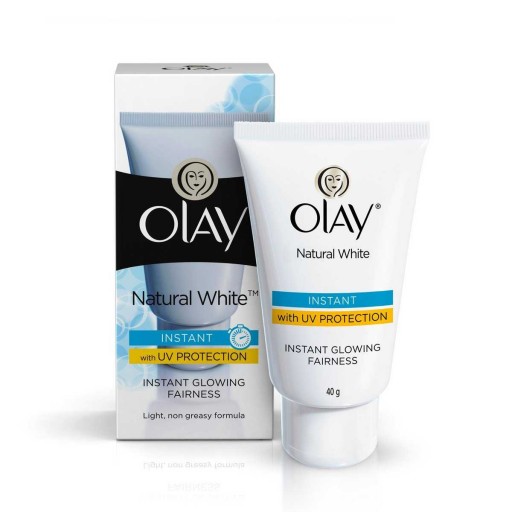 OLAY
Natural White™
INSTANT
with UV PROTECTION
INSTANT GLOWING
FAIRNESS
Light, non greasy formula
OLAY®
Natural White
INSTANT
with UV PROTECTION
INSTANT GLOWING
FAIRNESS
40 g